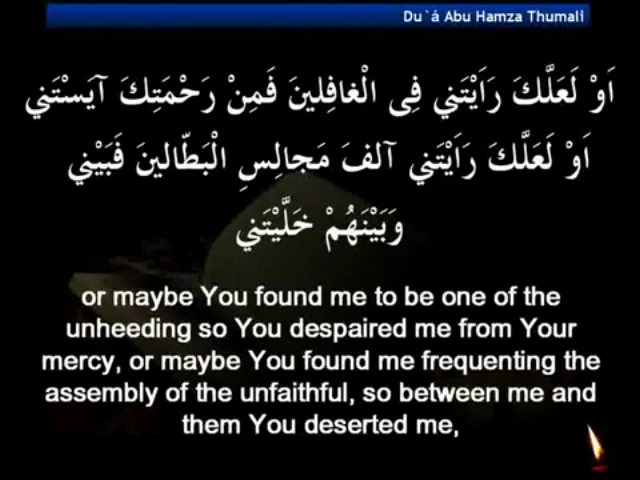 Du`á Abu Hamza Thumali
اَوْ لَعَلَّكَ رَاَيْتَني فِى الْغافِلينَ فَمِنْ رَحْمَتِكَ آيَسْتَني
اَوْ لَعَلَّكَ رَاَيْتَني آلفَ مَجالِسِ الْبَطّالينَ فَبَيْني
وَبَيْنَهُمْ خَلَّيْتَني
or maybe You found me to be one of the
unheeding so You despaired me from Your
mercy, or maybe You found me frequenting the
assembly of the unfaithful, so between me and
them You deserted me,